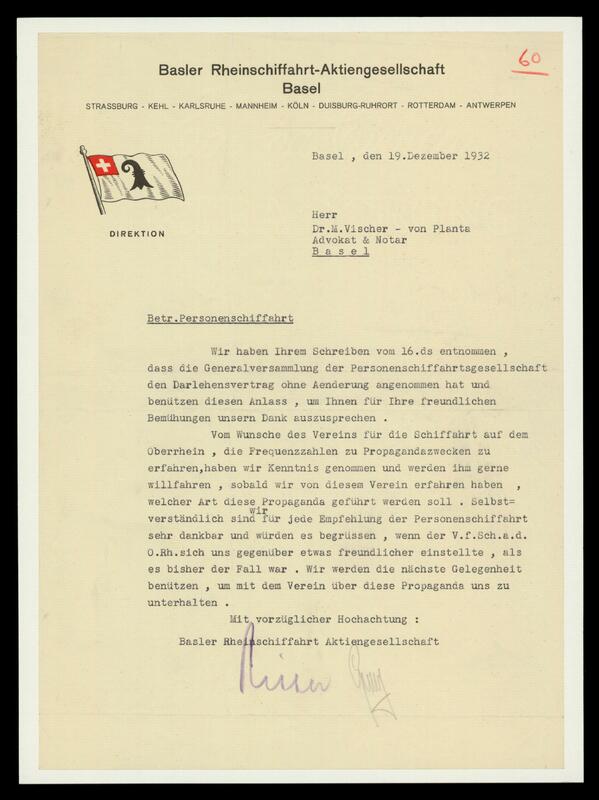 60
Basler Rheinschiffahrt-Aktiengesellschaft
Basel
STRASSBURG - KEHL - KARLSRUHE - MANNHEIM - KÖLN - DUISBURG-RUHRORT - ROTTERDAM - ANTWERPEN
Basel , den 19.Dezember 1932
DIREKTION
Herr
Dr.M.Vischer - von Planta
Advokat & Notar
B a s e l
Betr.Personenschiffahrt
Wir haben Ihrem Schreiben vom 16.ds entnommen ,
dass die Generalversammlung der Personenschiffahrtsgesellschaft
den Darlehensvertrag ohne Aenderung angenommen hat und
benützen diesen Anlass , um Ihnen für Ihre freundlichen
Bemühungen unsern Dank auszusprechen .
Vom Wunsche des Vereins für die Schiffahrt auf dem
Oberrhein , die Frequenzzahlen zu Propagandazwecken zu
erfahren,haben wir Kenntnis genommen und werden ihm gerne
willfahren , sobald wir von diesem Verein erfahren haben ,
welcher Art diese Propaganda geführt werden soll . Selbst=
verständlich sind wir für jede Empfehlung der Personenschiffahrt
sehr dankbar und würden es begrüssen , wenn der V.f.Sch.a.d.
O.Rh.sich uns gegenüber etwas freundlicher einstellte , als
es bisher der Fall war . Wir werden die nächste Gelegenheit
benützen , um mit dem Verein über diese Propaganda uns zu
unterhalten .
Mit vorzüglicher Hochachtung :
Basler Rheinschiffahrt Aktiengesellschaft